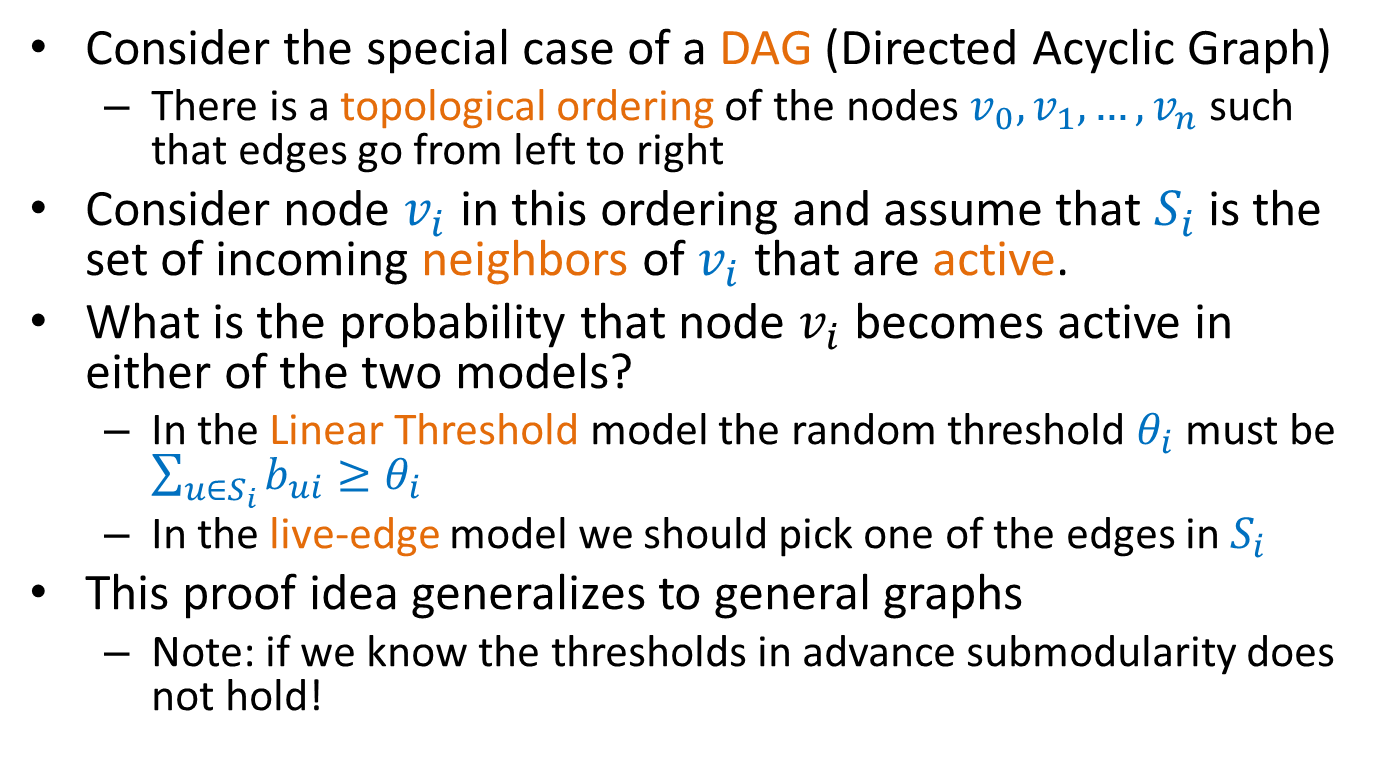 • Consider the special case of a DAG (Directed Acyclic Graph)
– There is a topological ordering of the nodes 𝑣₀, 𝑣₁, … , 𝑣ₙ such
that edges go from left to right
• Consider node 𝑣ᵢ in this ordering and assume that 𝑆ᵢ is the
set of incoming neighbors of 𝑣ᵢ that are active.
• What is the probability that node 𝑣ᵢ becomes active in
either of the two models?
– In the Linear Threshold model the random threshold 𝜃ᵢ must be
∑_{𝑢∈𝑆ᵢ} 𝑏_{𝑢𝑖} ≥ 𝜃ᵢ
– In the live-edge model we should pick one of the edges in 𝑆ᵢ
• This proof idea generalizes to general graphs
– Note: if we know the thresholds in advance submodularity does
not hold!